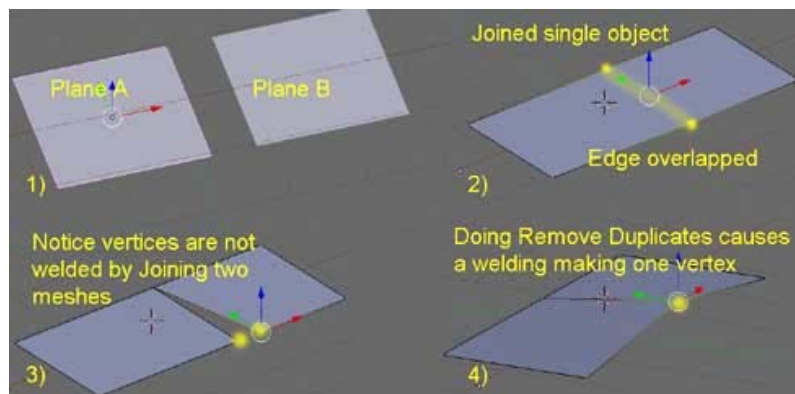 Plane A
Plane B
1)
Joined single object
Edge overlapped
2)
Notice vertices are not
welded by Joining two
meshes
3)
Doing Remove Duplicates causes
a welding making one vertex
4)